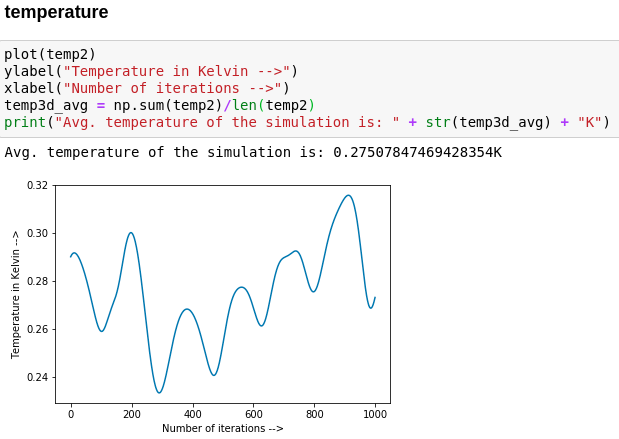 temperature
plot(temp2)
ylabel("Temperature in Kelvin -->")
xlabel("Number of iterations -->")
temp3d_avg = np.sum(temp2)/len(temp2)
print("Avg. temperature of the simulation is: " + str(temp3d_avg) + "K")
Avg. temperature of the simulation is: 0.27507847469428354K
0.32
0.30
0.28
0.26
0.24
Temperature in Kelvin -->
0 200 400 600 800 1000
Number of iterations -->